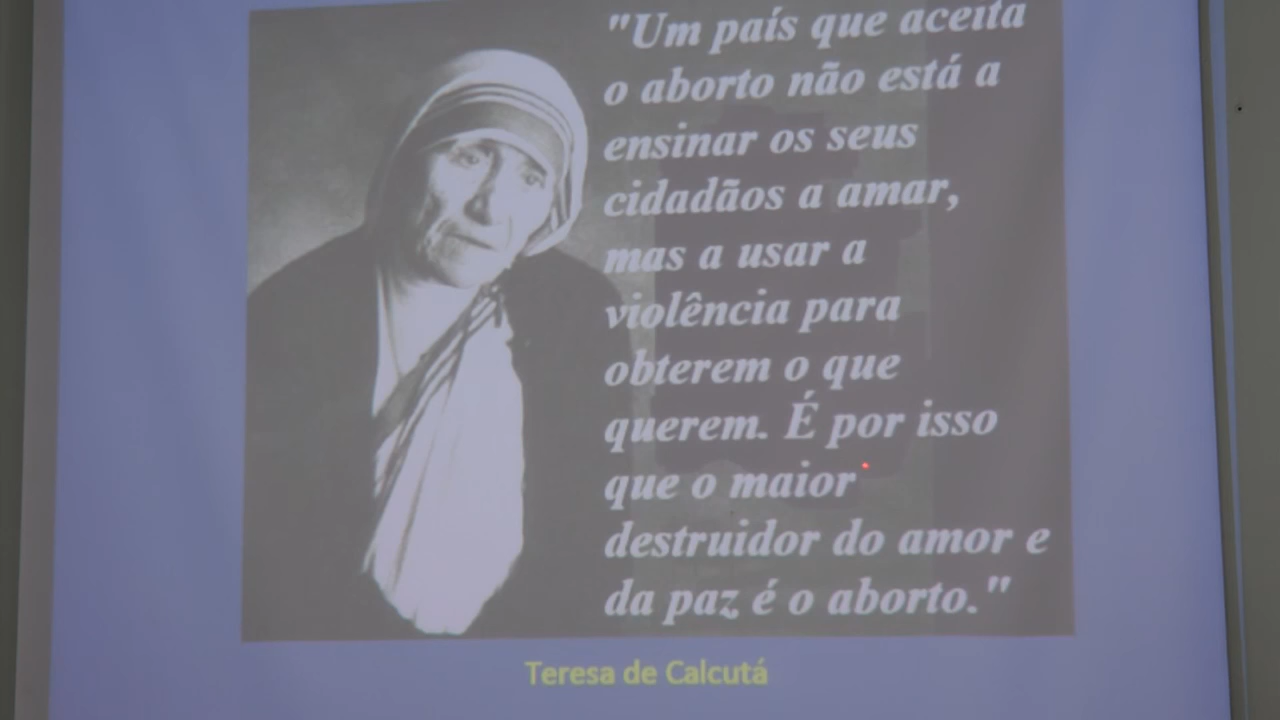 "Um país que aceita
o aborto não está a
ensinar os seus
cidadãos a amar,
mas a usar a
violência para
obterem o que
querem. É por isso
que o maior
destruidor do amor e
da paz é o aborto."
Teresa de Calcutá